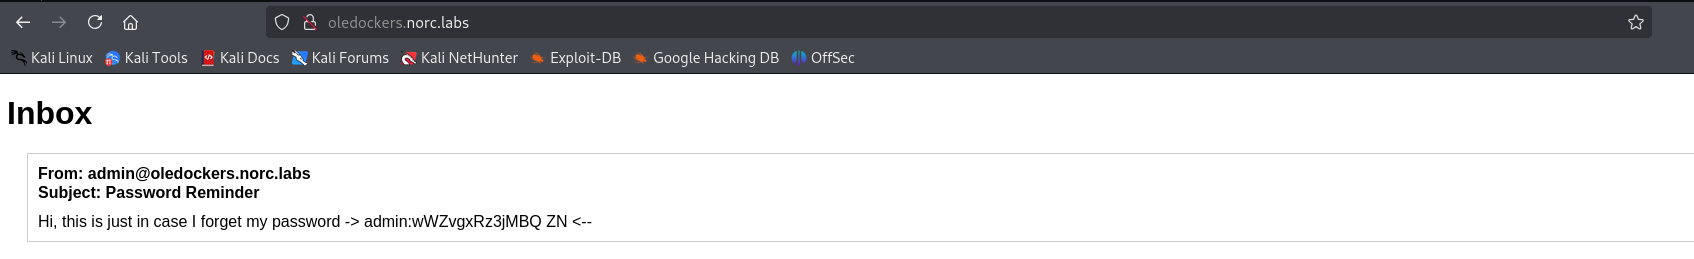 oledockers.norc.labs
Kali Linux Kali Tools Kali Docs Kali Forums Kali NetHunter Exploit-DB Google Hacking DB OffSec
Inbox
From: admin@oledockers.norc.labs
Subject: Password Reminder
Hi, this is just in case I forget my password -> admin:wWZvgxRz3jMBQ ZN <--